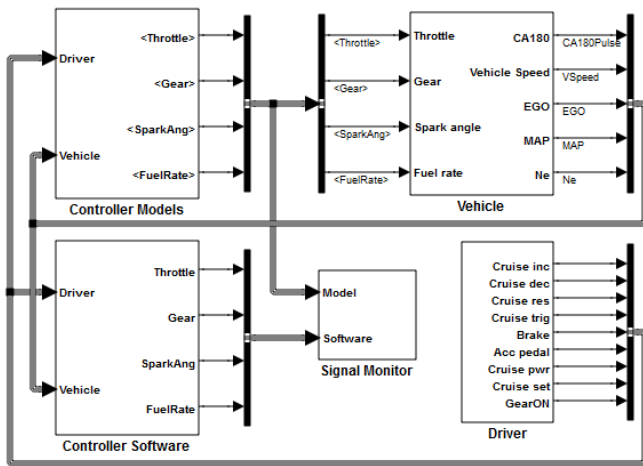 Driver
Vehicle
<Throttle>
<Gear>
<SparkAng>
<FuelRate>
Controller Models
<Throttle>
<Gear>
<SparkAng>
<FuelRate>
Throttle
Gear
Spark angle
Fuel rate
CA180
Vehicle Speed
EGO
MAP
Ne
Vehicle
CA180Pulse
VSpeed
EGO
MAP
Ne
Driver
Vehicle
Throttle
Gear
SparkAng
FuelRate
Controller Software
Model
Software
Signal Monitor
Cruise inc
Cruise dec
Cruise res
Cruise trig
Brake
Acc pedal
Cruise pwr
Cruise set
GearON
Driver